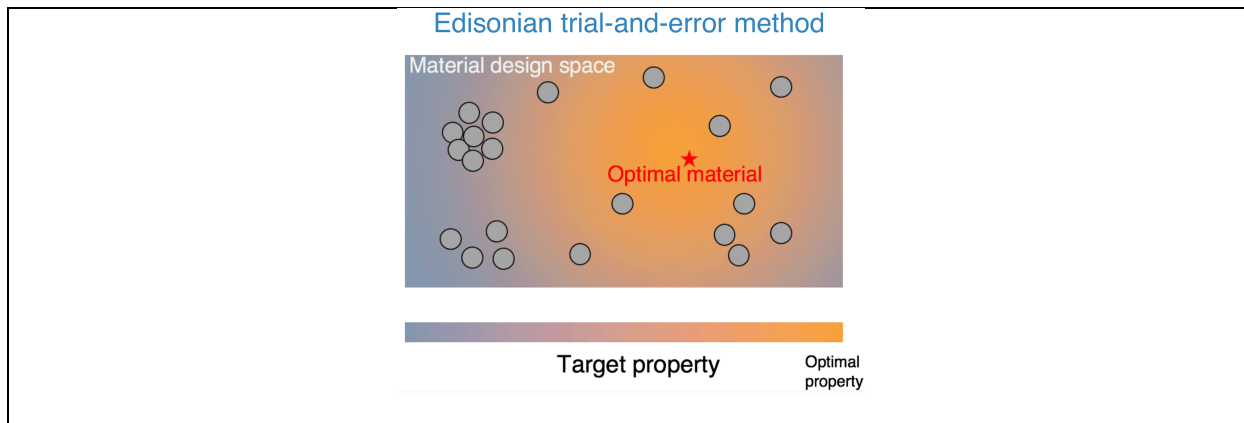 Edisonian trial-and-error method
Material design space
Optimal material
Target property
Optimal
property